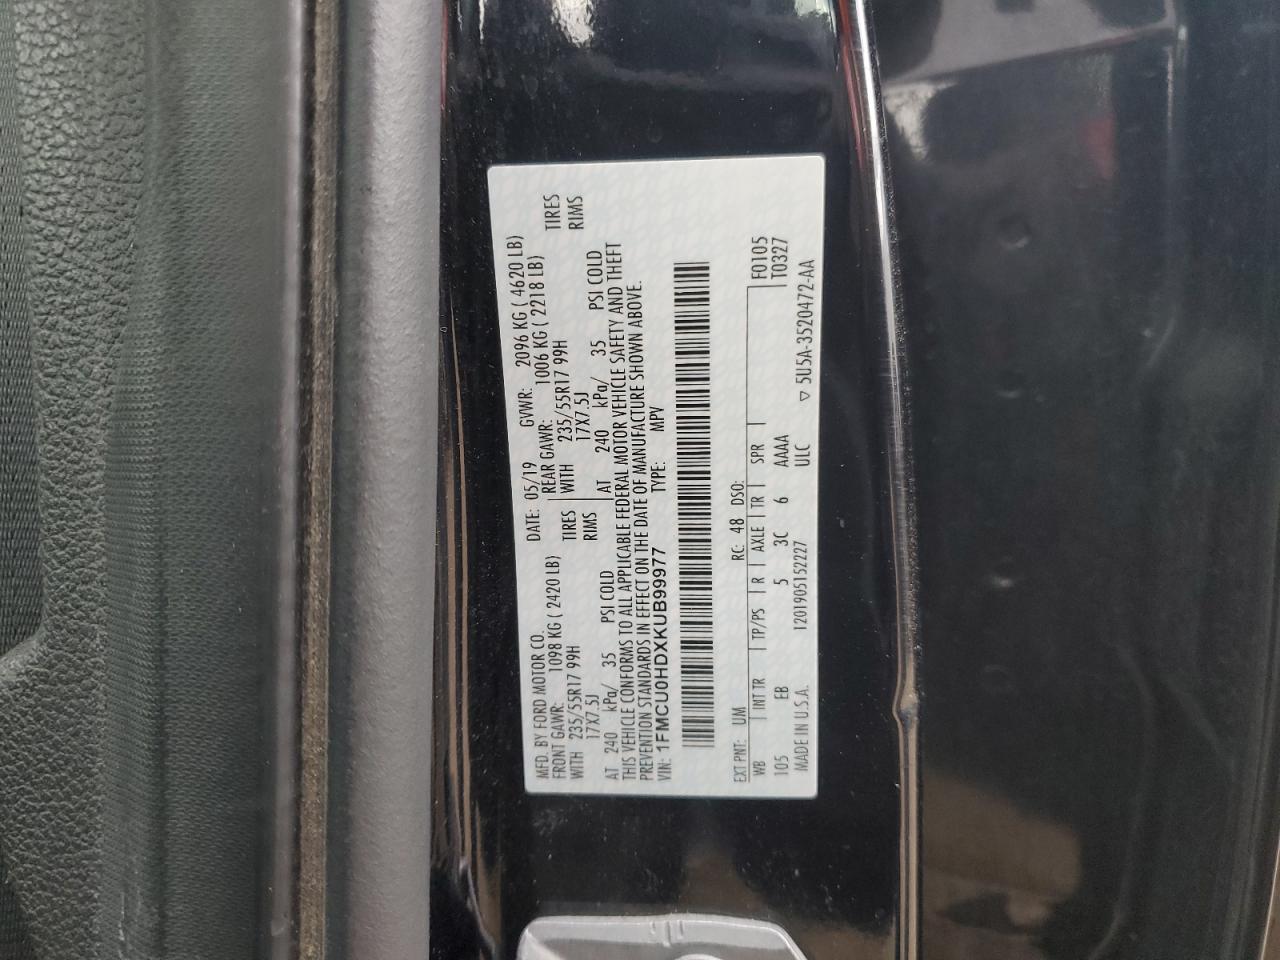 MFD. BY FORD MOTOR CO. DATE: 05/19 GVWR: 2096 KG ( 4620 LB)
FRONT GAWR: 1098 KG ( 2420 LB) REAR GAWR: 1006 KG ( 2218 LB)
WITH 235/55R17 99H TIRES WITH 235/55R17 99H TIRES
17X7.5J RIMS 17X7.5J RIMS
AT 240 kPa/ 35 PSI COLD AT 240 kPa/ 35 PSI COLD
THIS VEHICLE CONFORMS TO ALL APPLICABLE FEDERAL MOTOR VEHICLE SAFETY AND THEFT
PREVENTION STANDARDS IN EFFECT ON THE DATE OF MANUFACTURE SHOWN ABOVE.
VIN: 1FMCU0HDXKUB99977 TYPE: MPV
EXT PNT: UM RC: 48 DSO: F0105
WB INT TR TP/PS R AXLE TR SPR T0327
105 EB 5 3C 6 AAAA
MADE IN U.S.A. 1201905152227 ULC ▽ 5U5A-3520472-AA